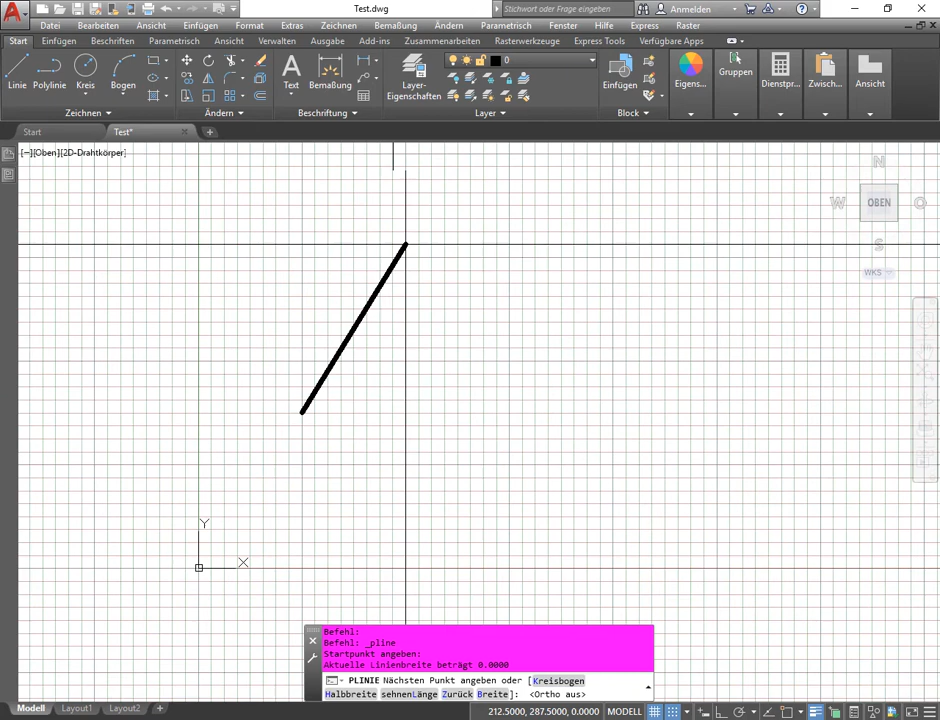 A Test.dwg Stichwort oder Frage eingeben Anmelden
Datei Bearbeiten Ansicht Einfügen Format Extras Zeichnen Bemaßung Ändern Parametrisch Fenster Hilfe Express Raster
Start Einfügen Beschriften Parametrisch Ansicht Verwalten Ausgabe Add-ins Zusammenarbeiten Rasterwerkzeuge Express Tools Verfügbare Apps
0
Linie Polylinie Kreis Bogen Text Bemaßung Layer-
Eigenschaften Einfügen Eigens... Gruppen Dienstpr... Zwisch... Ansicht
Zeichnen Ändern Beschriftung Layer Block
Start Test*
[−][Oben][2D-Drahtkörper]
N
W OBEN O
S
WKS
Y
X
Befehl:
Befehl: _pline
Startpunkt angeben:
Aktuelle Linienbreite beträgt 0.0000
PLINIE Nächsten Punkt angeben oder [Kreisbogen
Halbbreite sehnenLänge Zurück Breite]: <Ortho aus>
Modell Layout1 Layout2 + 212.5000, 287.5000, 0.0000 MODELL